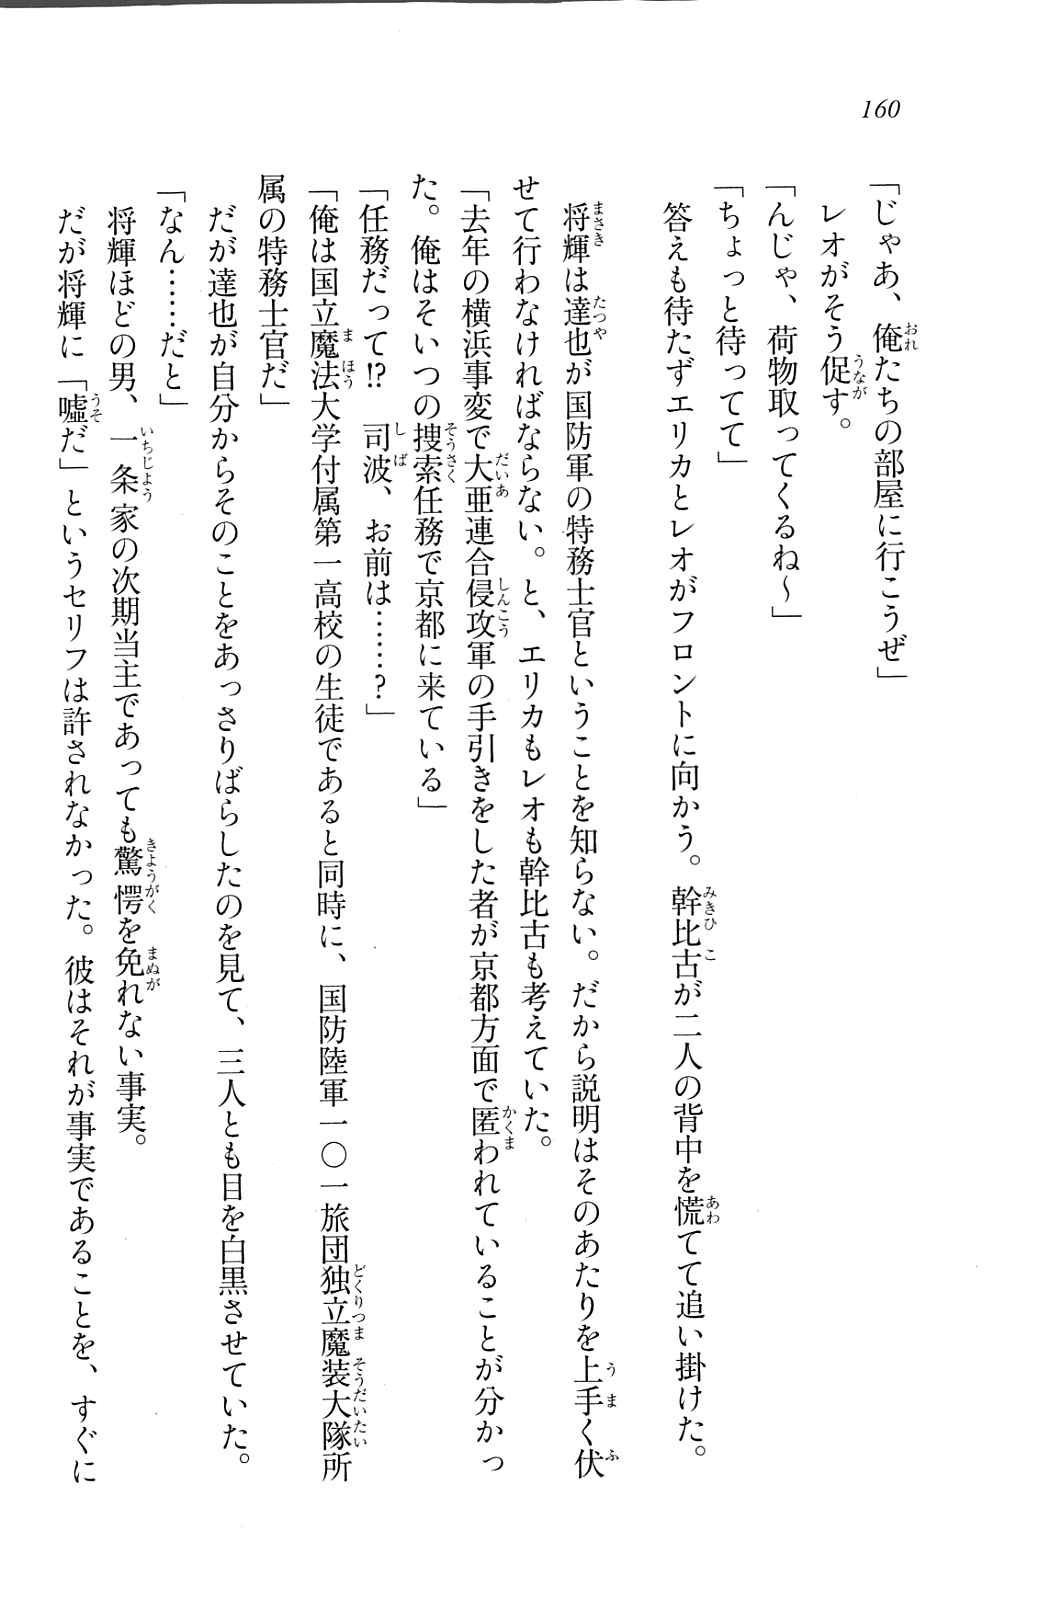 160
「じゃあ、俺たちの部屋に行こうぜ」
レオがそう促す。
「んじゃ、荷物取ってくるね～」
「ちょっと待ってて」
答えも待たずエリカとレオがフロントに向かう。幹比古が二人の背中を慌てて追い掛けた。
将輝は達也が国防軍の特務士官ということを知らない。だから説明はそのあたりを上手く伏
せて行わなければならない。と、エリカもレオも幹比古も考えていた。
「去年の横浜事変で大亜連合侵攻軍の手引きをした者が京都方面で匿われていることが分かっ
た。俺はそいつの捜索任務で京都に来ている」
「任務だって!?　司波、お前は……？」
「俺は国立魔法大学付属第一高校の生徒であると同時に、国防陸軍一〇一旅団独立魔装大隊所
属の特務士官だ」
だが達也が自分からそのことをあっさりばらしたのを見て、三人とも目を白黒させていた。
「なん……だと」
将輝ほどの男、一条家の次期当主であっても驚愕を免れない事実。
だが将輝に「嘘だ」というセリフは許されなかった。彼はそれが事実であることを、すぐに